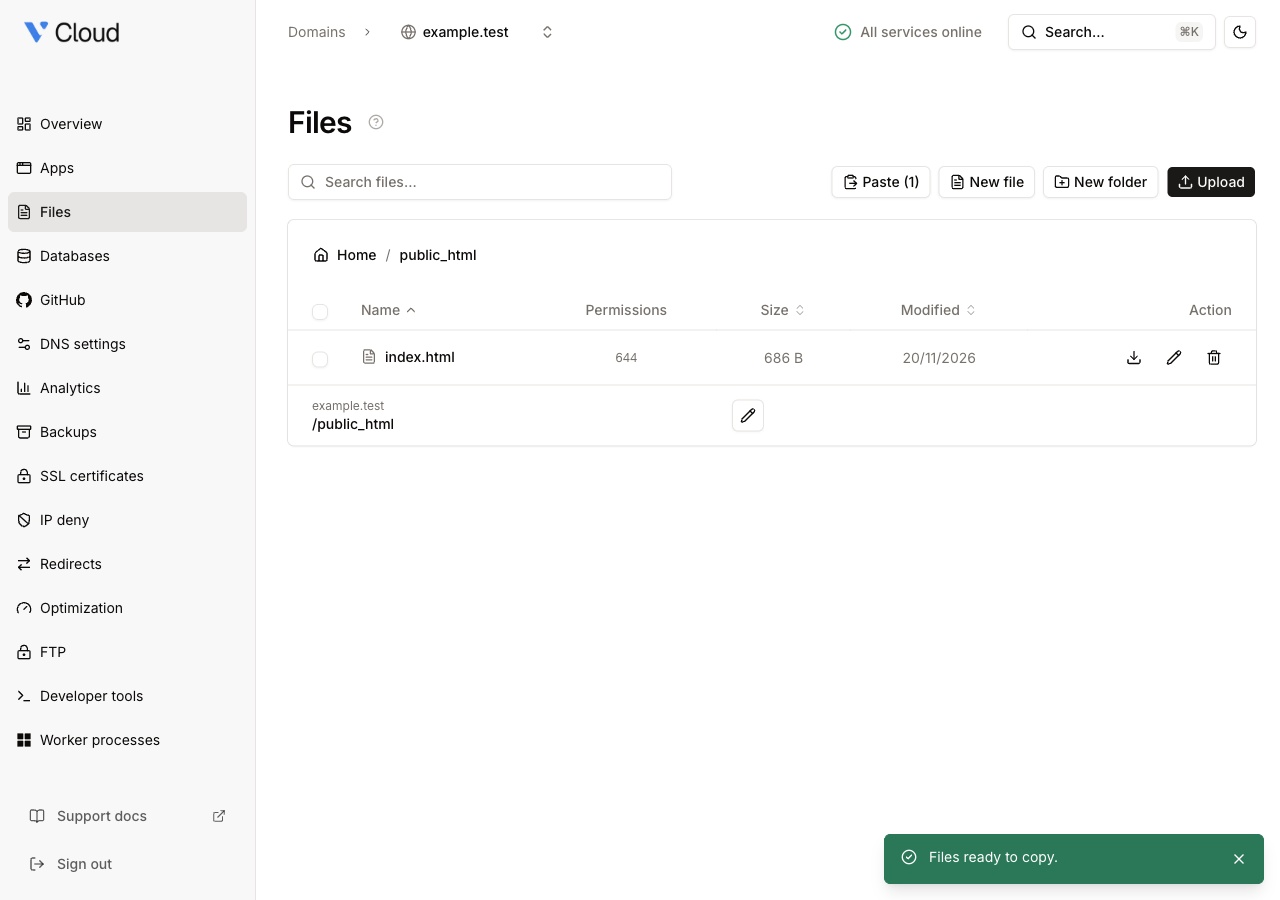 Cloud
Domains
example.test
All services online
Search...
⌘K
Overview
Apps
Files
Databases
GitHub
DNS settings
Analytics
Backups
SSL certificates
IP deny
Redirects
Optimization
FTP
Developer tools
Worker processes
Support docs
Sign out
Files
Search files...
Paste (1)
New file
New folder
Upload
Home / public_html
Name Permissions Size Modified Action
index.html 644 686 B 20/11/2026
example.test
/public_html
Files ready to copy.